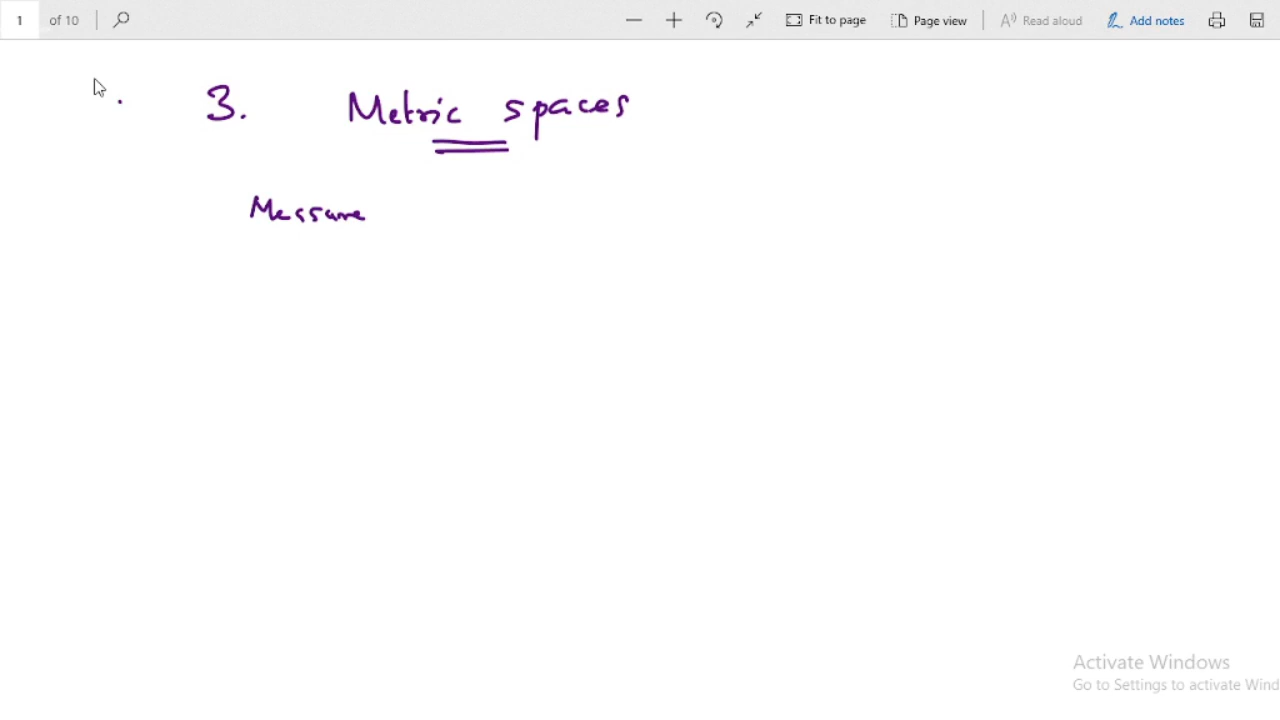 1 of 10 Fit to page Page view Read aloud Add notes
3. Metric spaces
Messure
Activate Windows
Go to Settings to activate Wind